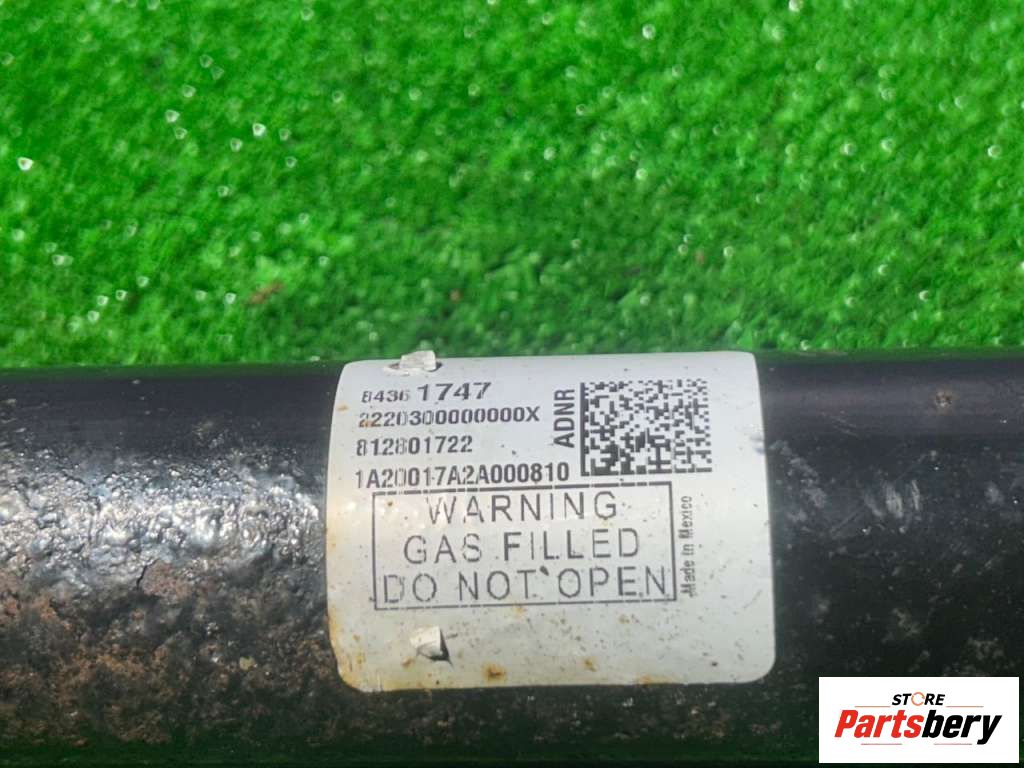 8436 1747
2220300000000X
812801722
1A20017A2A000810
ADNR
WARNING
GAS FILLED
DO NOT OPEN
Made in Mexico
STORE
Partsbery